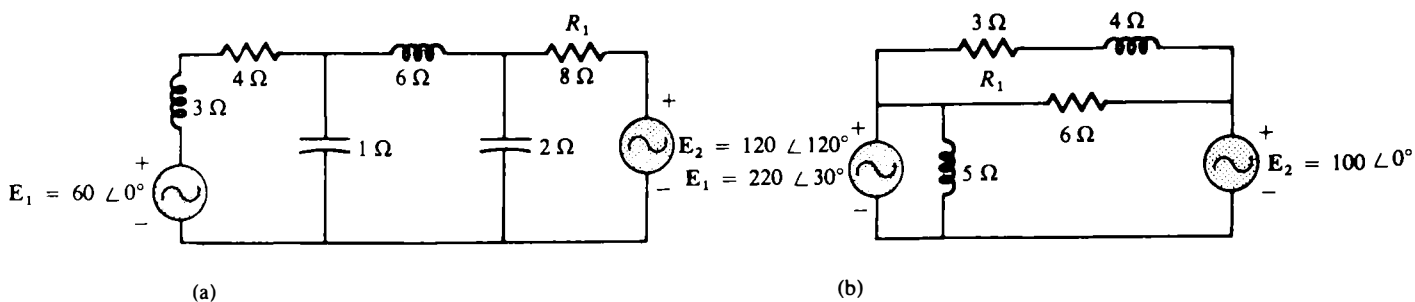 R₁
4 Ω
6 Ω
8 Ω
3 Ω
+
1 Ω
2 Ω
E₂ = 120 ∠120°
+
E₁ = 60 ∠0°
−
−
(a)
3 Ω
4 Ω
R₁
6 Ω
+
E₁ = 220 ∠30°
5 Ω
+
E₂ = 100 ∠0°
−
−
(b)